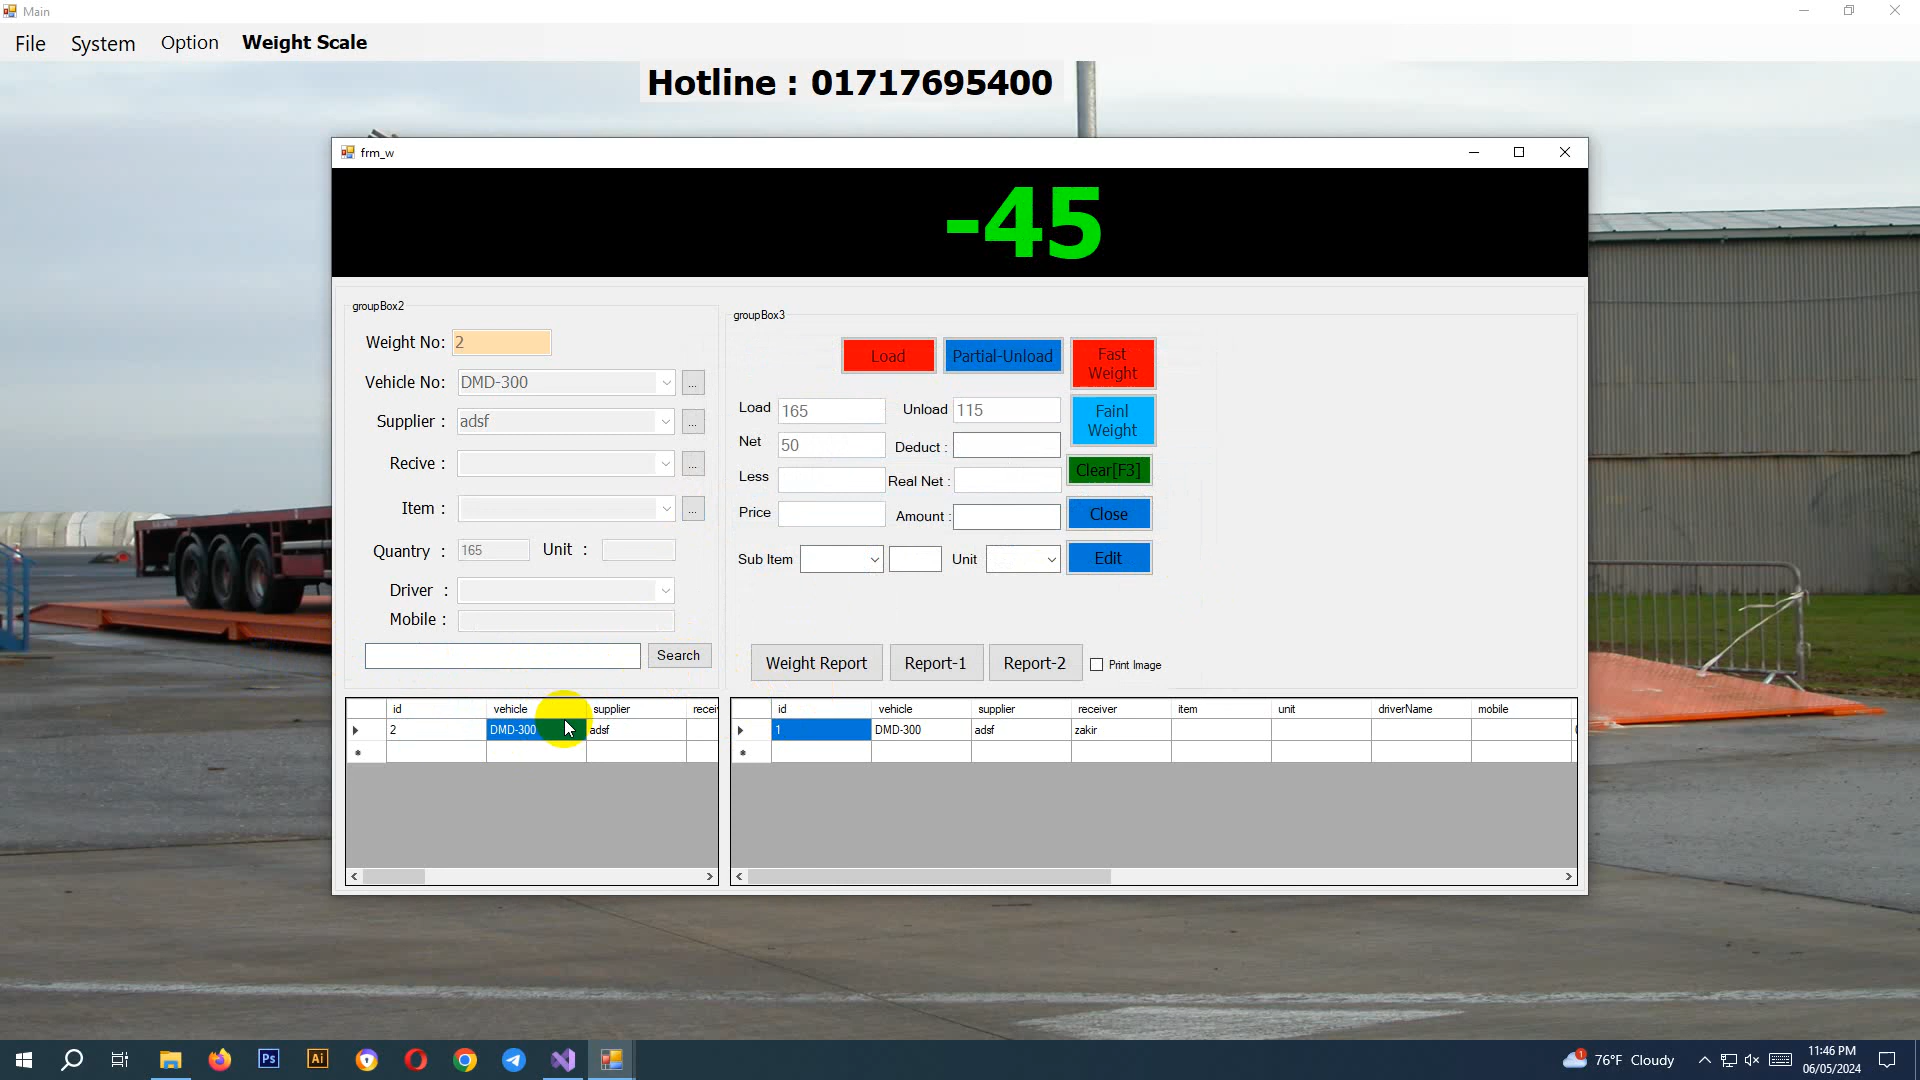 Main
File System Option Weight Scale
Hotline : 01717695400
frm_w
-45
groupBox2
Weight No: 2
Vehicle No: DMD-300 ...
Supplier : adsf ...
Recive : ...
Item : ...
Quantry : 165 Unit :
Driver :
Mobile :
Search
groupBox3
Load Partial-Unload Fast Weight
Load 165 Unload 115 Fainl Weight
Net 50 Deduct :
Less Real Net : Clear[F3]
Price Amount : Close
Sub Item Unit Edit
Weight Report Report-1 Report-2 Print Image
id vehicle supplier
2 DMD-300 adsf
id vehicle supplier receiver item unit driverName mobile
1 DMD-300 adsf zakir
Ps Ai
1 76°F Cloudy
11:46 PM
06/05/2024